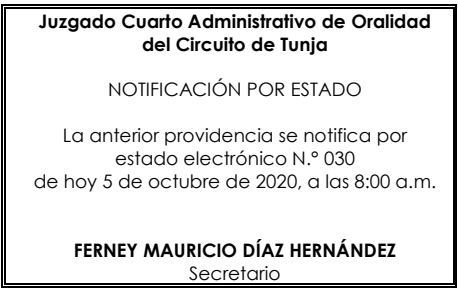 Juzgado Cuarto Administrativo de Oralidad
del Circuito de Tunja
NOTIFICACIÓN POR ESTADO
La anterior providencia se notifica por
estado electrónico N.° 030
de hoy 5 de octubre de 2020, a las 8:00 a.m.
FERNEY MAURICIO DÍAZ HERNÁNDEZ
Secretario